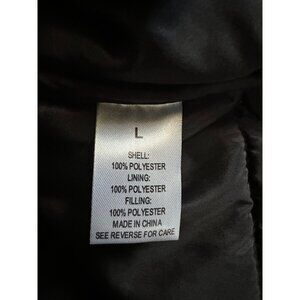 L
SHELL:
100% POLYESTER
LINING:
100% POLYESTER
FILLING:
100% POLYESTER
MADE IN CHINA
SEE REVERSE FOR CARE